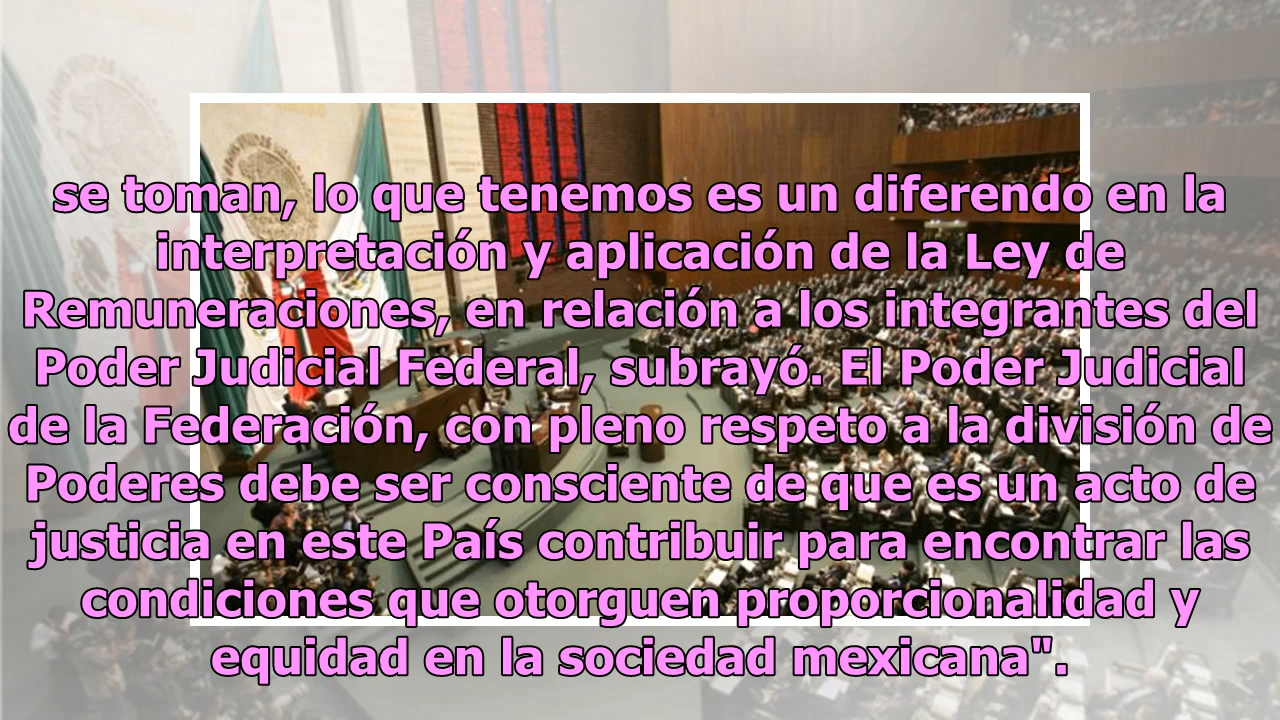 se toman, lo que tenemos es un diferendo en la
interpretación y aplicación de la Ley de
Remuneraciones, en relación a los integrantes del
Poder Judicial Federal, subrayó. El Poder Judicial
de la Federación, con pleno respeto a la división de
Poderes debe ser consciente de que es un acto de
justicia en este País contribuir para encontrar las
condiciones que otorguen proporcionalidad y
equidad en la sociedad mexicana".